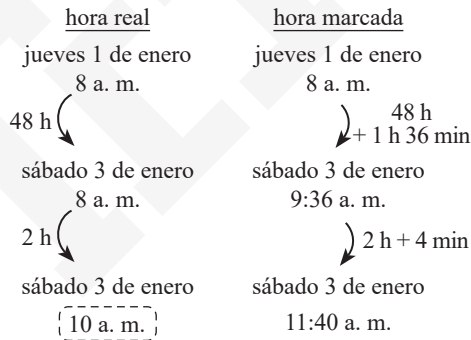 hora real
jueves 1 de enero
8 a. m.
48 h
sábado 3 de enero
8 a. m.
2 h
sábado 3 de enero
10 a. m.
hora marcada
jueves 1 de enero
8 a. m.
48 h
+ 1 h 36 min
sábado 3 de enero
9:36 a. m.
2 h + 4 min
sábado 3 de enero
11:40 a. m.